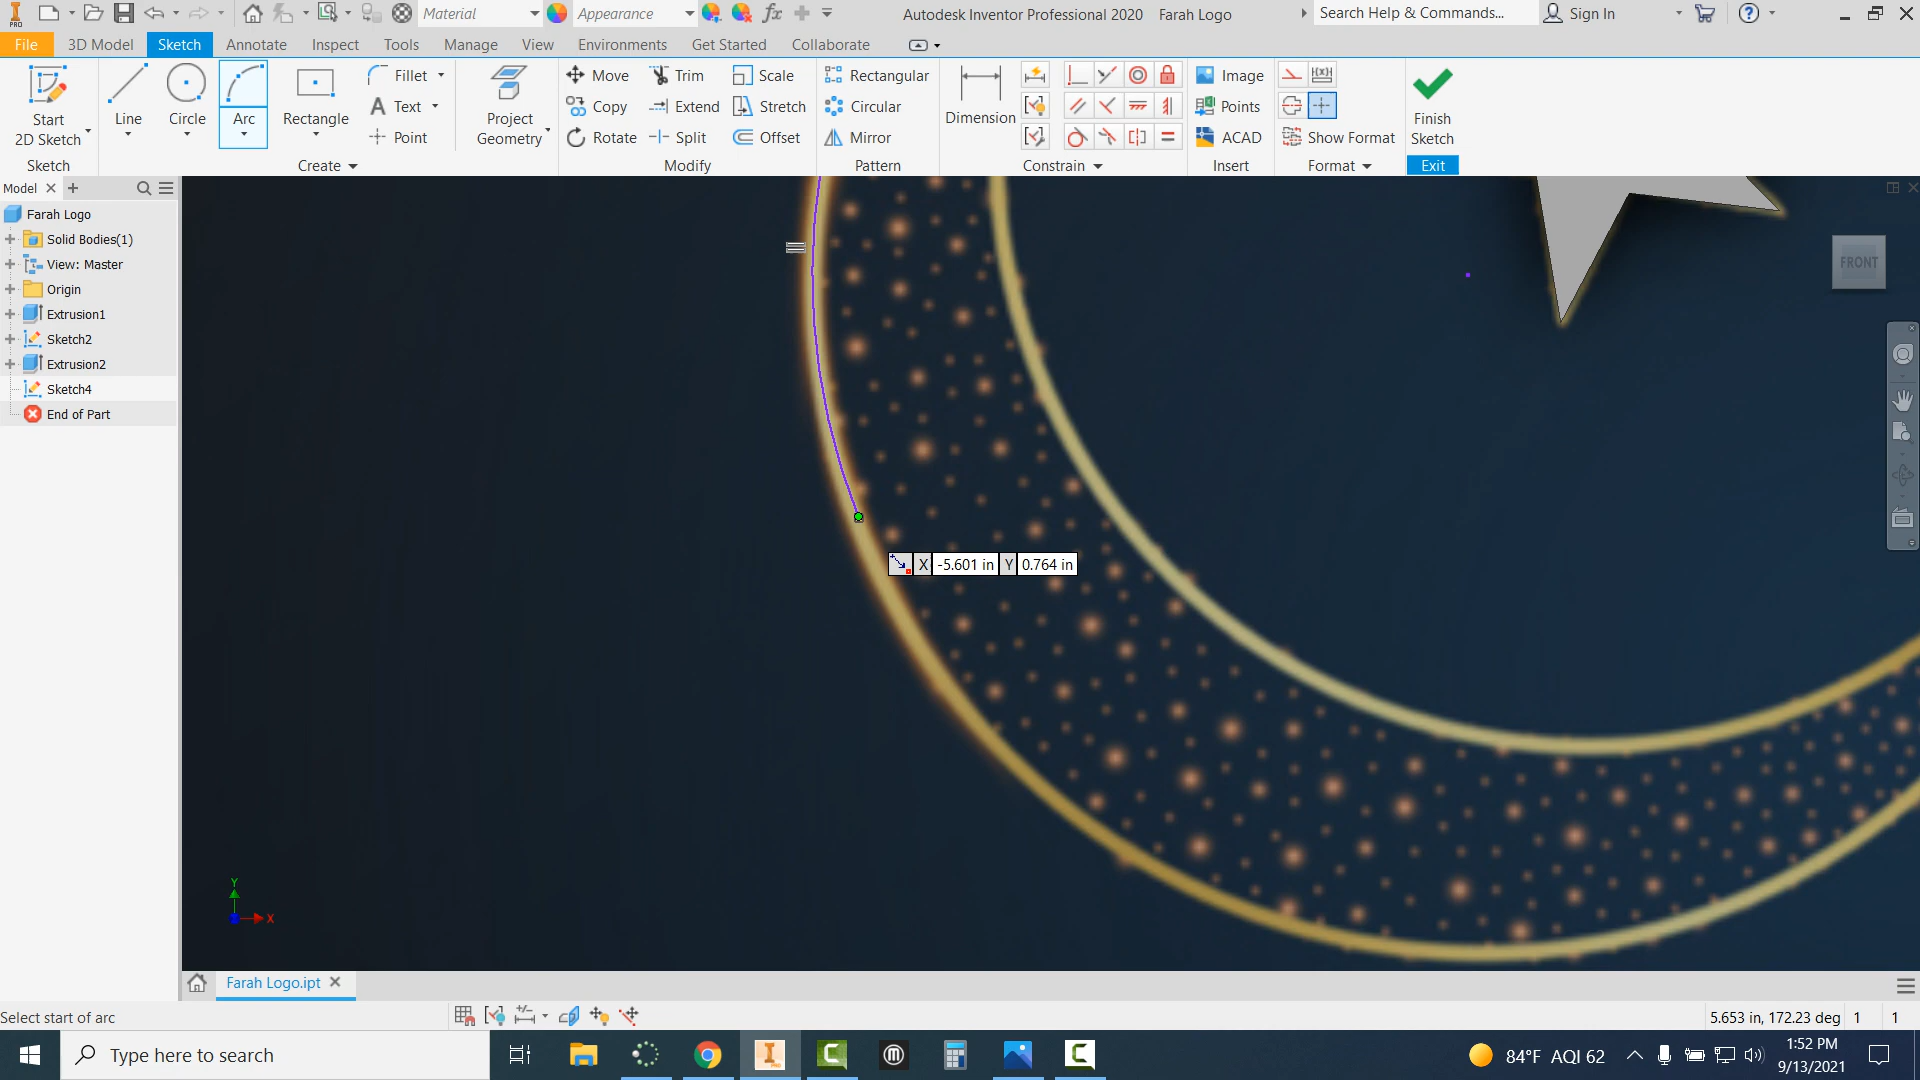 PRO
Material
Appearance
fx
Autodesk Inventor Professional 2020 Farah Logo
Search Help & Commands...
Sign In
File
3D Model
Sketch
Annotate
Inspect
Tools
Manage
View
Environments
Get Started
Collaborate
Start
2D Sketch
Line
Circle
Arc
Rectangle
Fillet
Text
Point
Project
Geometry
Move
Copy
Rotate
Trim
Extend
Split
Scale
Stretch
Offset
Rectangular
Circular
Mirror
Dimension
Image
Points
ACAD
Show Format
Finish
Sketch
Sketch
Create
Modify
Pattern
Constrain
Insert
Format
Exit
Model
Farah Logo
Solid Bodies(1)
View: Master
Origin
Extrusion1
Sketch2
Extrusion2
Sketch4
End of Part
FRONT
X -5.601 in Y 0.764 in
Y
X
Farah Logo.ipt
Select start of arc
5.653 in, 172.23 deg 1 1
Type here to search
84°F AQI 62
1:52 PM
9/13/2021